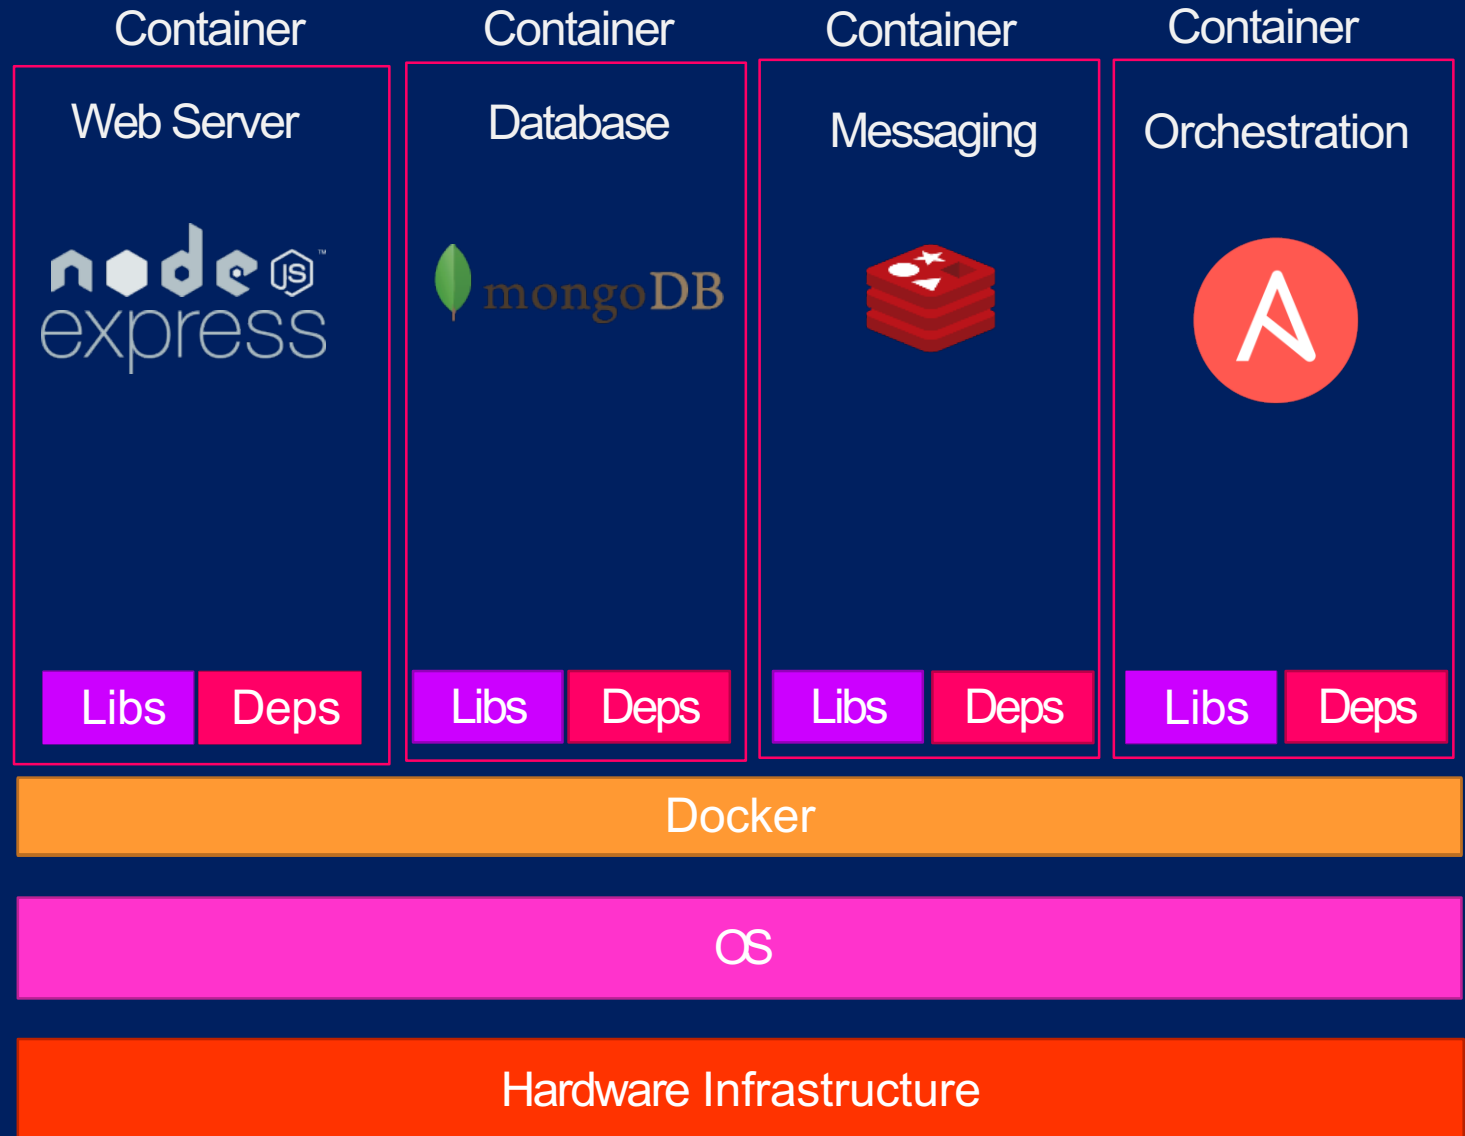 Container
Container
Container
Container
Web Server
Database
Messaging
Orchestration
node JS ™
express
mongoDB
Libs
Deps
Libs
Deps
Libs
Deps
Libs
Deps
Docker
OS
Hardware Infrastructure